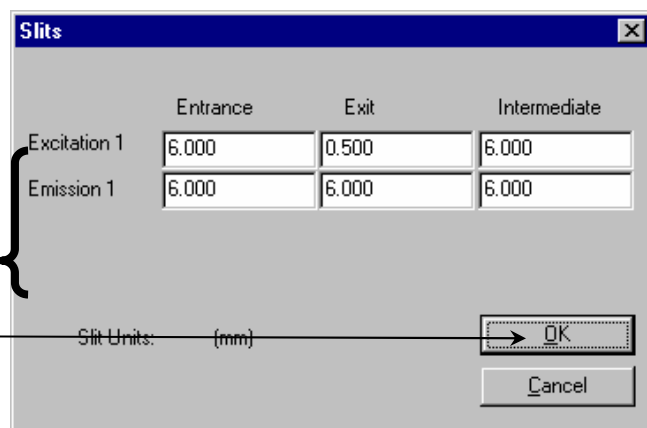 Slits
Entrance Exit Intermediate
Excitation 1 6.000 0.500 6.000
Emission 1 6.000 6.000 6.000
Slit Units: (mm) OK
Cancel